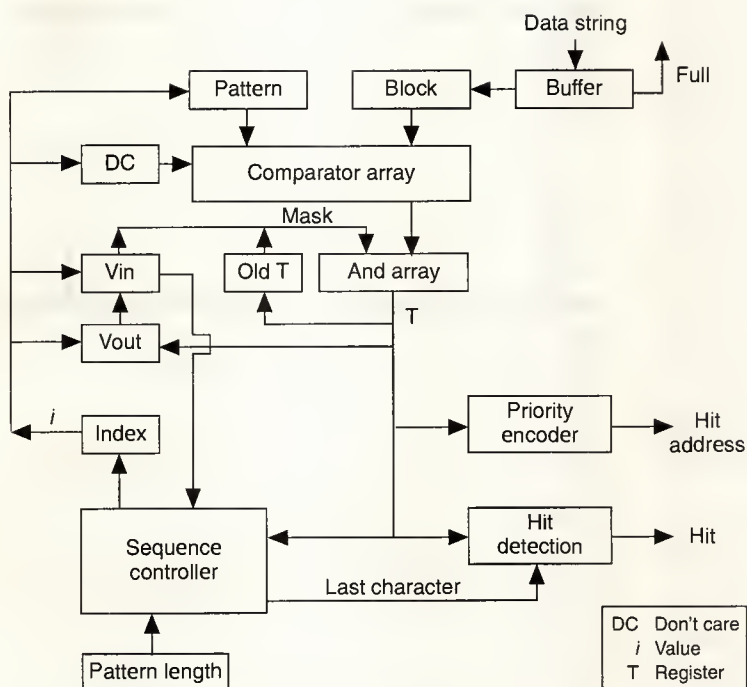 Data string
Full
Pattern
Block
Buffer
DC
Comparator array
Mask
Vin
Old T
And array
T
Vout
i
Index
Priority
encoder
Hit
address
Sequence
controller
Hit
detection
Hit
Last character
Pattern length
DC Don't care
i Value
T Register